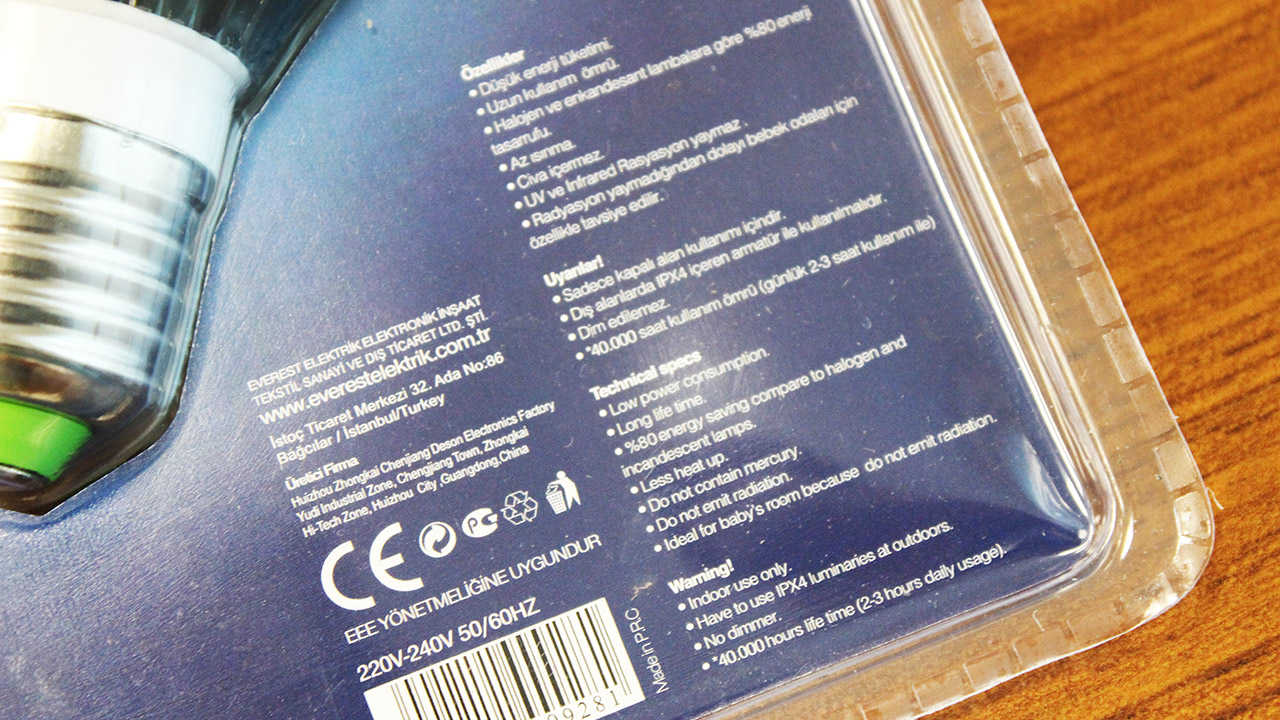 Özellikler
• Düşük enerji tüketimi.
• Uzun kullanım ömrü.
• Halojen ve enkandesant lambalara göre %80 enerji
tasarrufu.
• Az ısınma.
• Civa içermez.
• UV ve İnfrared Rasyasyon yaymaz.
• Radyasyon yaymadığından dolayı bebek odaları için
özellikle tavsiye edilir.
Uyarılar!
• Sadece kapalı alan kullanımı içindir.
• Dış alanlarda IPX4 içeren armatür ile kullanılmalıdır.
• Dim edilemez.
• *40.000 saat kullanım ömrü (günlük 2-3 saat kullanım ile)
Technical specs
• Low power consumption.
• Long life time.
• %80 energy saving compare to halogen and
incandescent lamps.
• Less heat up.
• Do not contain mercury.
• Do not emit radiation.
• Ideal for baby's room because do not emit radiation.
Warning!
• Indoor use only.
• Have to use IPX4 luminaries at outdoors.
• No dimmer.
• *40.000 hours life time (2-3 hours daily usage).
EVEREST ELEKTRİK ELEKTRONİK İNŞAAT
TEKSTİL SANAYİ VE DIŞ TİCARET LTD. ŞTİ.
www.everestelektrik.com.tr
İstoç Ticaret Merkezi 32. Ada No:86
Bağcılar / İstanbul/Turkey
Üretici Firma
Huizhou Zhongkai Chenjiang Deson Electronics Factory
Yudi Industrial Zone, Chengjiang Town, Zhongkai
Hi-Tech Zone, Huizhou City ,Guangdong,China
CE
EEE YÖNETMELİĞİNE UYGUNDUR
220V-240V 50/60HZ
Made in P.R.C
09281